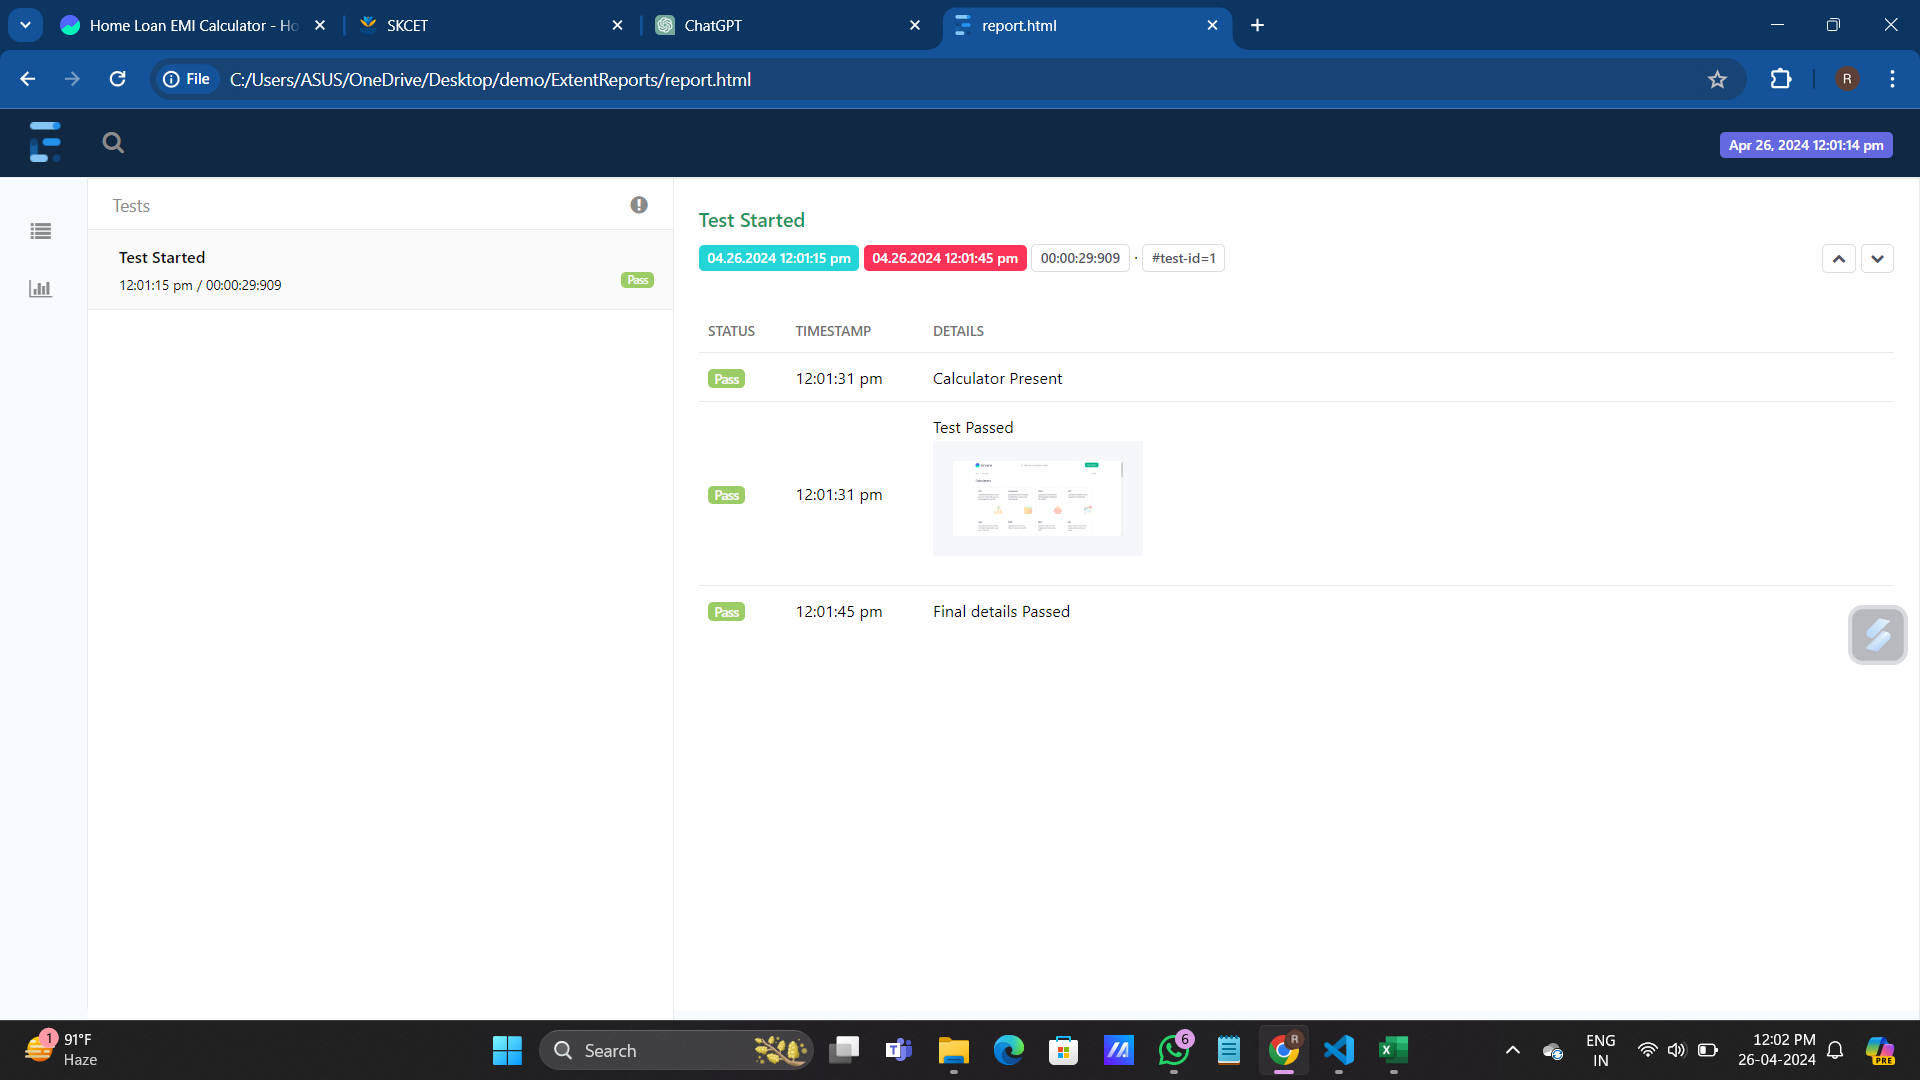 Home Loan EMI Calculator - Ho
SKCET
ChatGPT
report.html
File
C:/Users/ASUS/OneDrive/Desktop/demo/ExtentReports/report.html
R
Apr 26, 2024 12:01:14 pm
Tests
Test Started
12:01:15 pm / 00:00:29:909
Pass
Test Started
04.26.2024 12:01:15 pm
04.26.2024 12:01:45 pm
00:00:29:909
·
#test-id=1
STATUS TIMESTAMP DETAILS
Pass 12:01:31 pm Calculator Present
Test Passed
Pass 12:01:31 pm
Calculators
Pass 12:01:45 pm Final details Passed
1
91°F
Haze
Search
6
R
PRE
ENG
IN
12:02 PM
26-04-2024